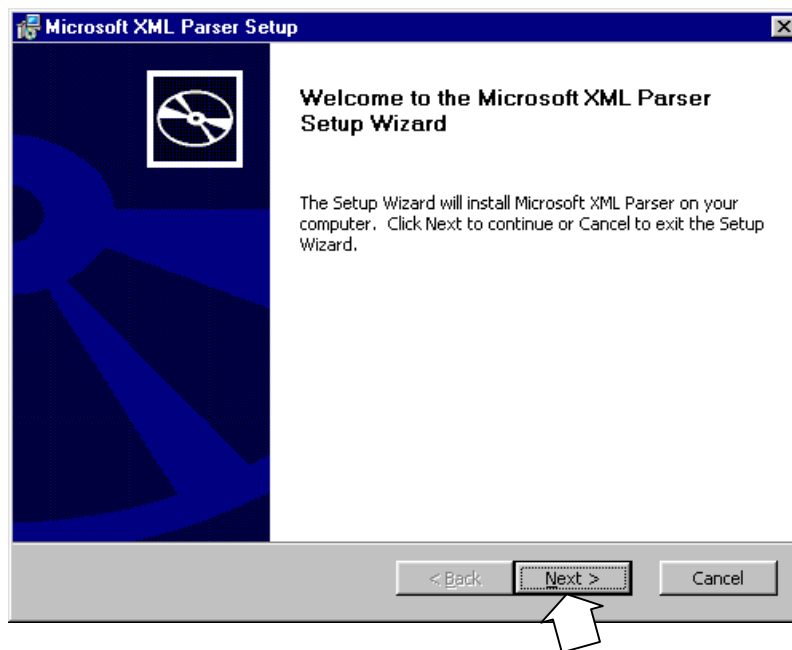 Microsoft XML Parser Setup
Welcome to the Microsoft XML Parser
Setup Wizard
The Setup Wizard will install Microsoft XML Parser on your
computer. Click Next to continue or Cancel to exit the Setup
Wizard.
< Back
Next >
Cancel